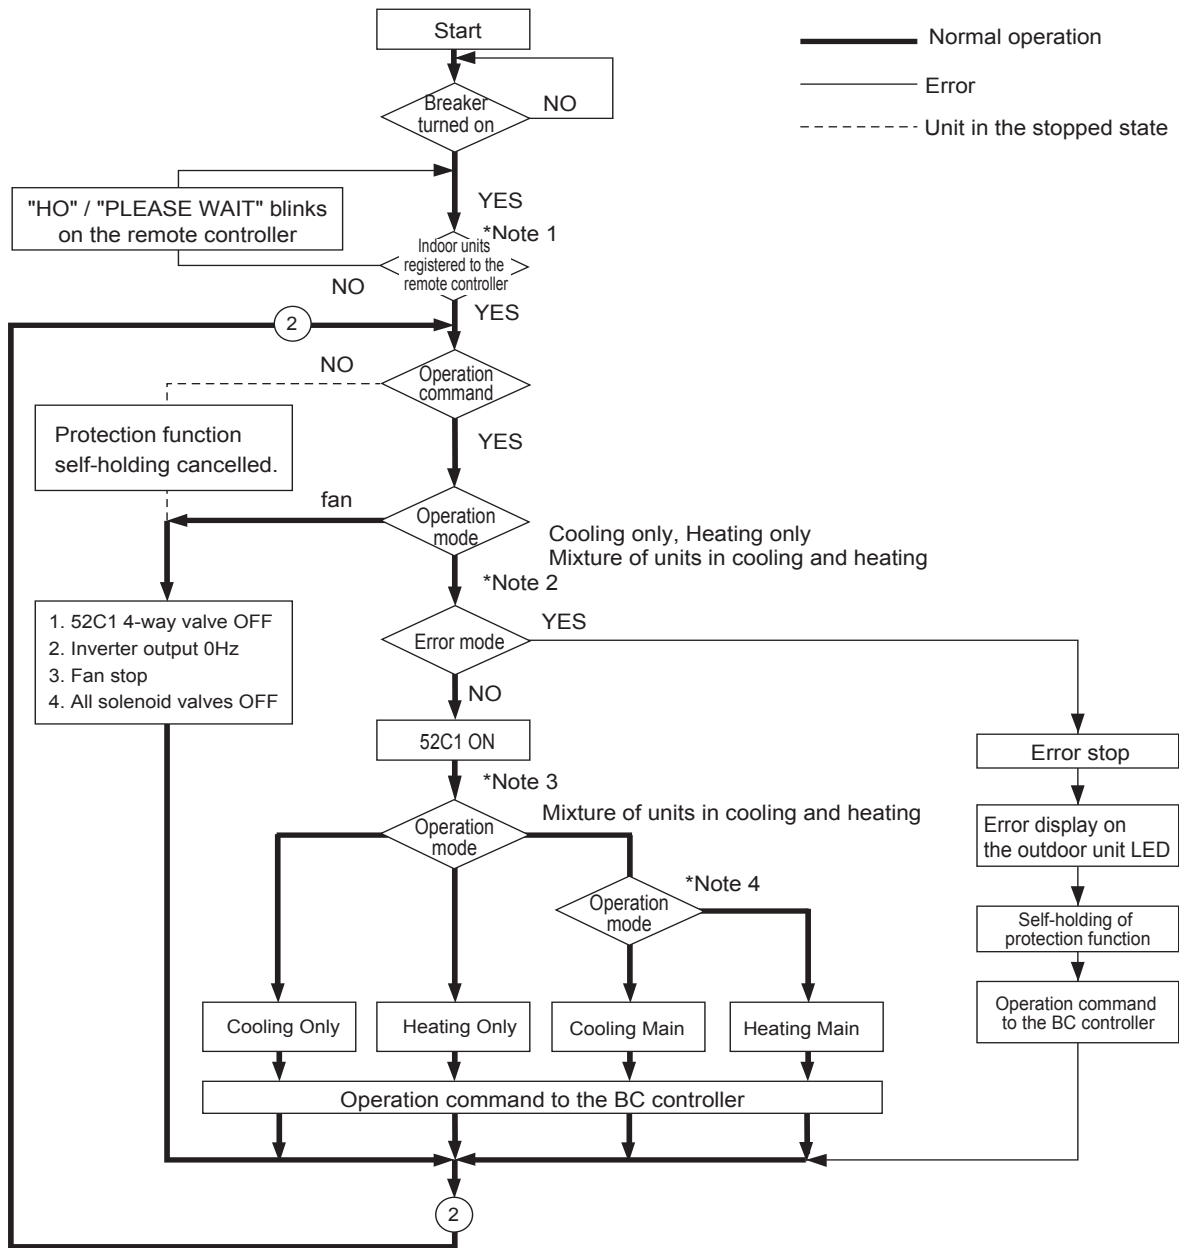 Start
Normal operation
Error
Unit in the stopped state
Breaker
turned on
NO
YES
"HO" / "PLEASE WAIT" blinks
on the remote controller
*Note 1
Indoor units
registered to the
remote controller
NO
YES
2
NO
Operation
command
Protection function
self-holding cancelled.
YES
fan
Operation
mode
Cooling only, Heating only
Mixture of units in cooling and heating
*Note 2
1. 52C1 4-way valve OFF
2. Inverter output 0Hz
3. Fan stop
4. All solenoid valves OFF
Error mode
YES
NO
52C1 ON
Error stop
*Note 3
Mixture of units in cooling and heating
Operation
mode
Error display on
the outdoor unit LED
*Note 4
Operation
mode
Self-holding of
protection function
Cooling Only
Heating Only
Cooling Main
Heating Main
Operation command
to the BC controller
Operation command to the BC controller
2